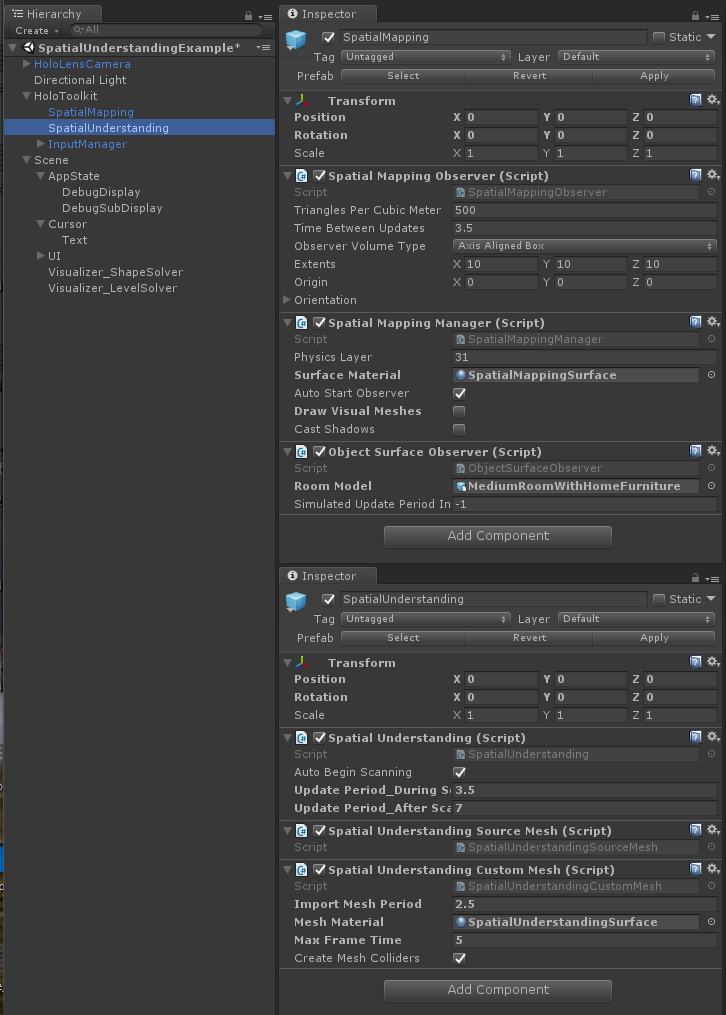 Hierarchy
Create
All
SpatialUnderstandingExample*
HoloLensCamera
Directional Light
HoloToolkit
SpatialMapping
SpatialUnderstanding
InputManager
Scene
AppState
DebugDisplay
DebugSubDisplay
Cursor
Text
UI
Visualizer_ShapeSolver
Visualizer_LevelSolver
Inspector
SpatialMapping Static
Tag Untagged Layer Default
Prefab Select Revert Apply
Transform
Position X 0 Y 0 Z 0
Rotation X 0 Y 0 Z 0
Scale X 1 Y 1 Z 1
C# Spatial Mapping Observer (Script)
Script SpatialMappingObserver
Triangles Per Cubic Meter 500
Time Between Updates 3.5
Observer Volume Type Axis Aligned Box
Extents X 10 Y 10 Z 10
Origin X 0 Y 0 Z 0
Orientation
C# Spatial Mapping Manager (Script)
Script SpatialMappingManager
Physics Layer 31
Surface Material SpatialMappingSurface
Auto Start Observer
Draw Visual Meshes
Cast Shadows
C# Object Surface Observer (Script)
Script ObjectSurfaceObserver
Room Model MediumRoomWithHomeFurniture
Simulated Update Period In -1
Add Component
Inspector
SpatialUnderstanding Static
Tag Untagged Layer Default
Prefab Select Revert Apply
Transform
Position X 0 Y 0 Z 0
Rotation X 0 Y 0 Z 0
Scale X 1 Y 1 Z 1
C# Spatial Understanding (Script)
Script SpatialUnderstanding
Auto Begin Scanning
Update Period_During Sc 3.5
Update Period_After Sca 7
C# Spatial Understanding Source Mesh (Script)
Script SpatialUnderstandingSourceMesh
C# Spatial Understanding Custom Mesh (Script)
Script SpatialUnderstandingCustomMesh
Import Mesh Period 2.5
Mesh Material SpatialUnderstandingSurface
Max Frame Time 5
Create Mesh Colliders
Add Component